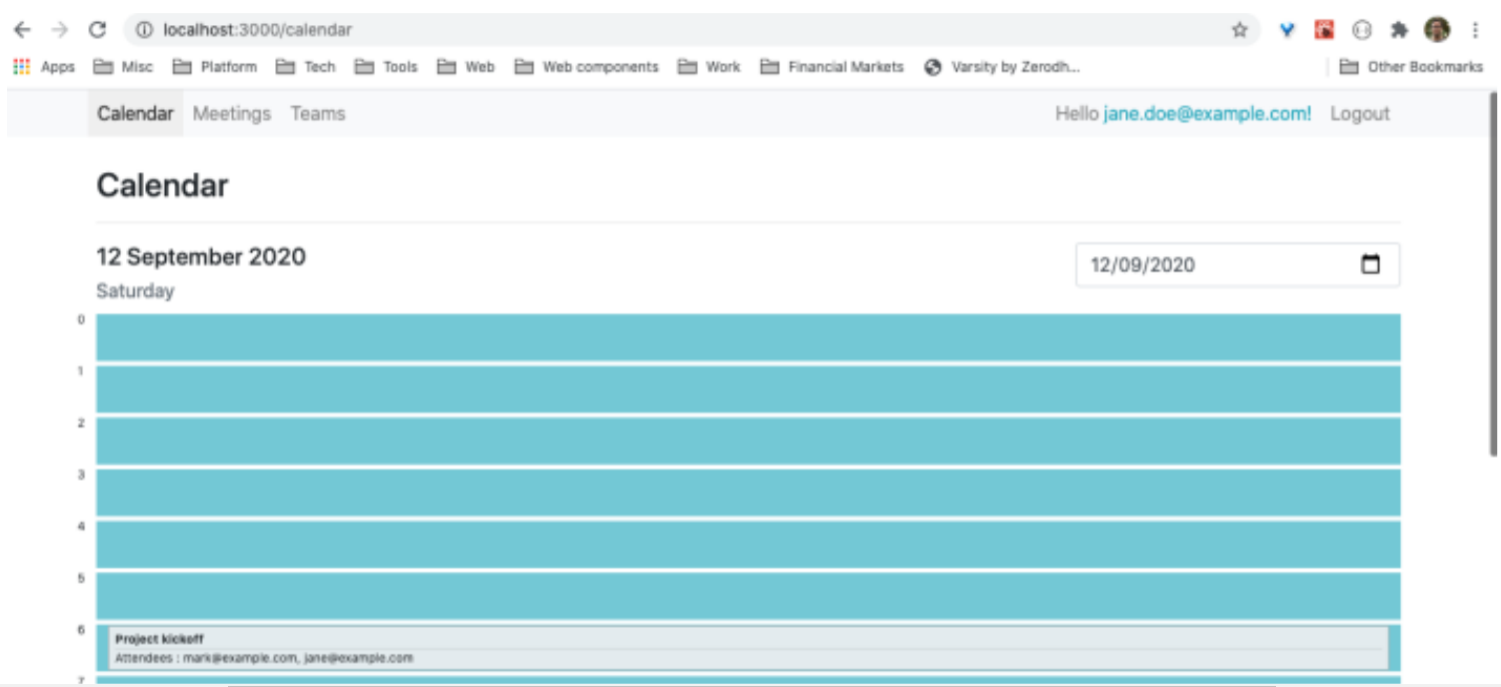 localhost:3000/calendar
Apps Misc Platform Tech Tools Web Web components Work Financial Markets Varsity by Zerodh... Other Bookmarks
Calendar Meetings Teams Hello jane.doe@example.com! Logout
Calendar
12 September 2020 12/09/2020
Saturday
0
1
2
3
4
5
6 Project kickoff
Attendees : mark@example.com, jane@example.com
7